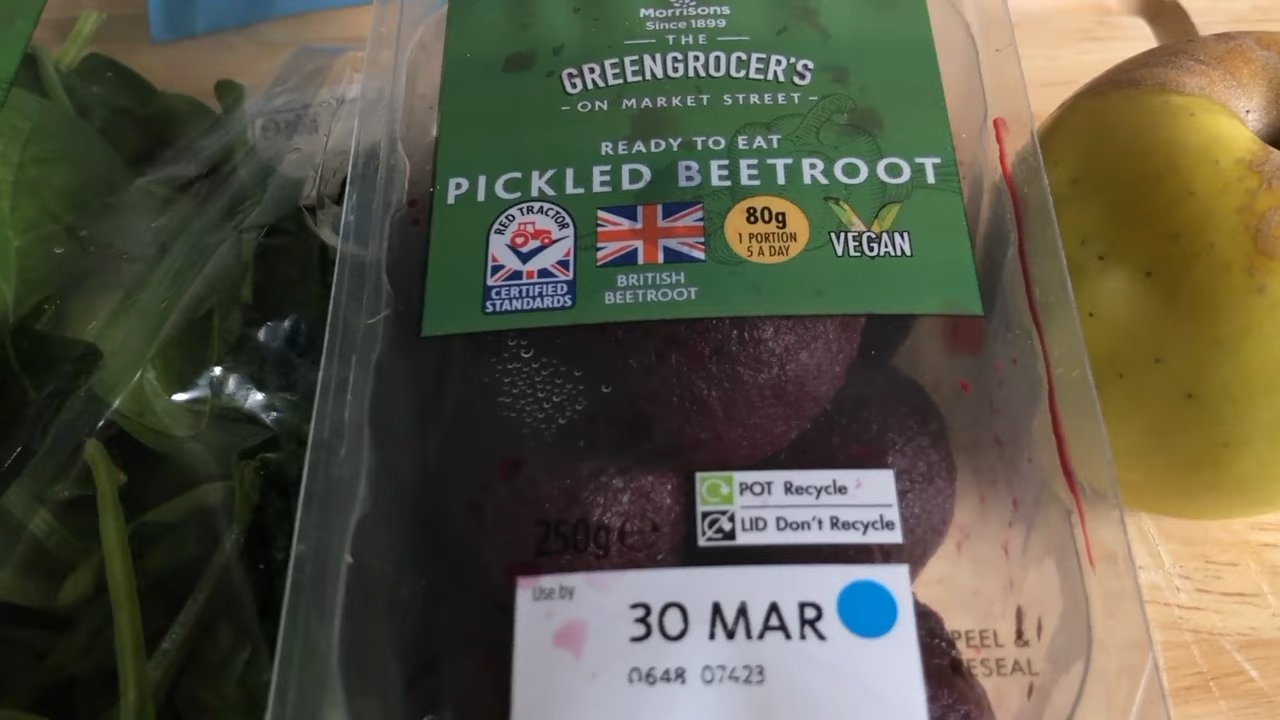 Morrisons
Since 1899
THE
GREENGROCER'S
-ON MARKET STREET-
READY TO EAT
PICKLED BEETROOT
RED TRACTOR
CERTIFIED
STANDARDS
BRITISH
BEETROOT
80g
1 PORTION
5 A DAY
VEGAN
POT Recycle
LID Don't Recycle
250g e
Use by
30 MAR
0648 07423
PEEL &
RESEAL